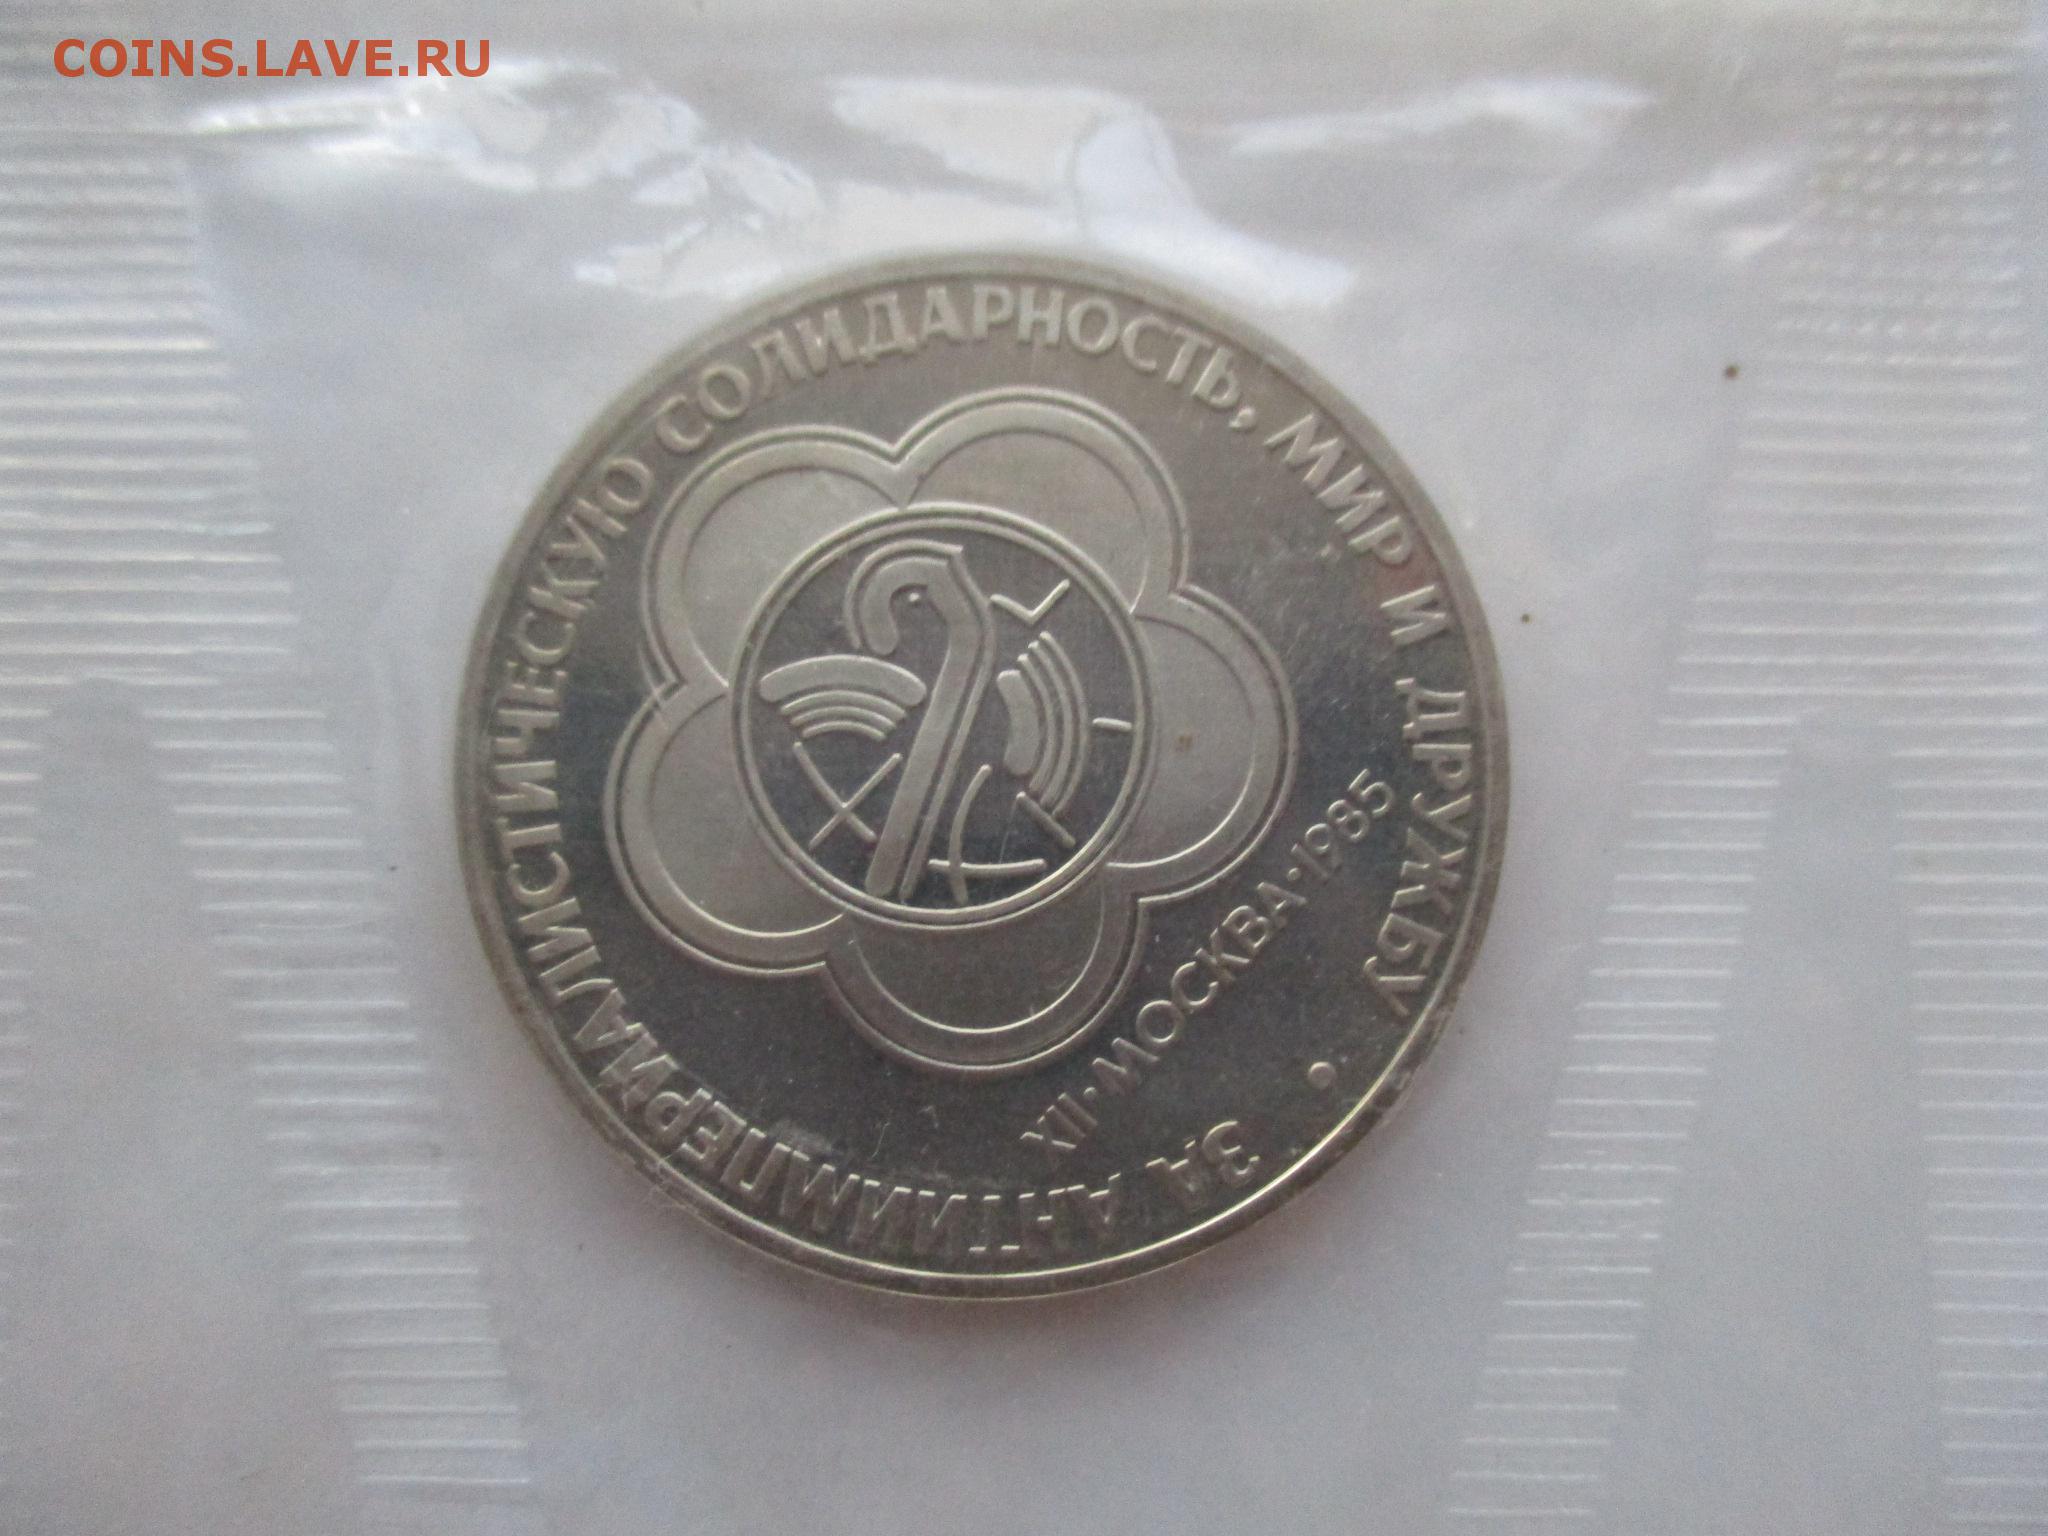 COINS.LAVE.RU
ЗА АНТИИМПЕРИАЛИСТИЧЕСКУЮ СОЛИДАРНОСТЬ, МИР И ДРУЖБУ
XII·МОСКВА·1985